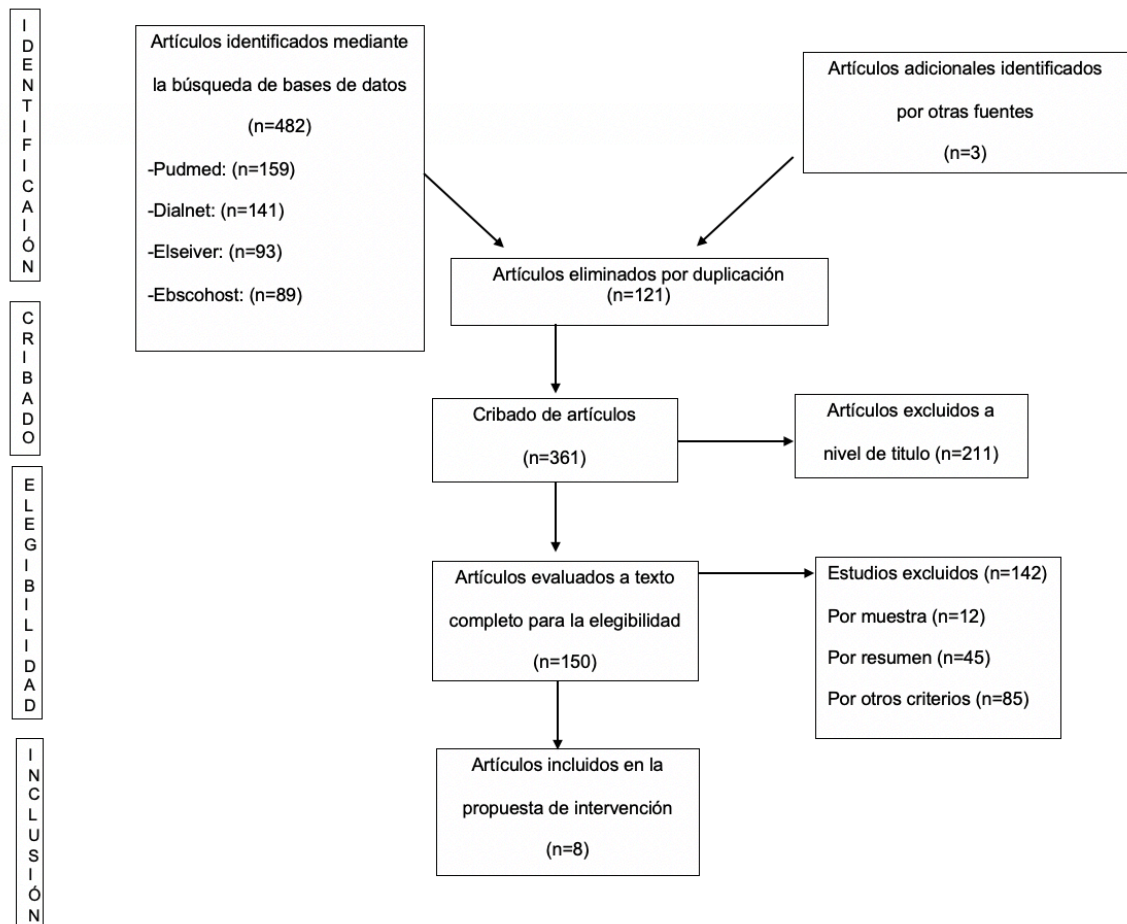 IDENTIFICAIÓN
Artículos identificados mediante
la búsqueda de bases de datos
(n=482)
-Pudmed: (n=159)
-Dialnet: (n=141)
-Elseiver: (n=93)
-Ebscohost: (n=89)
Artículos adicionales identificados
por otras fuentes
(n=3)
Artículos eliminados por duplicación
(n=121)
CRIBADO
Cribado de artículos
(n=361)
Artículos excluidos a
nivel de titulo (n=211)
ELEGIBILIDAD
Artículos evaluados a texto
completo para la elegibilidad
(n=150)
Estudios excluidos (n=142)
Por muestra (n=12)
Por resumen (n=45)
Por otros criterios (n=85)
INCLUSIÓN
Artículos incluidos en la
propuesta de intervención
(n=8)